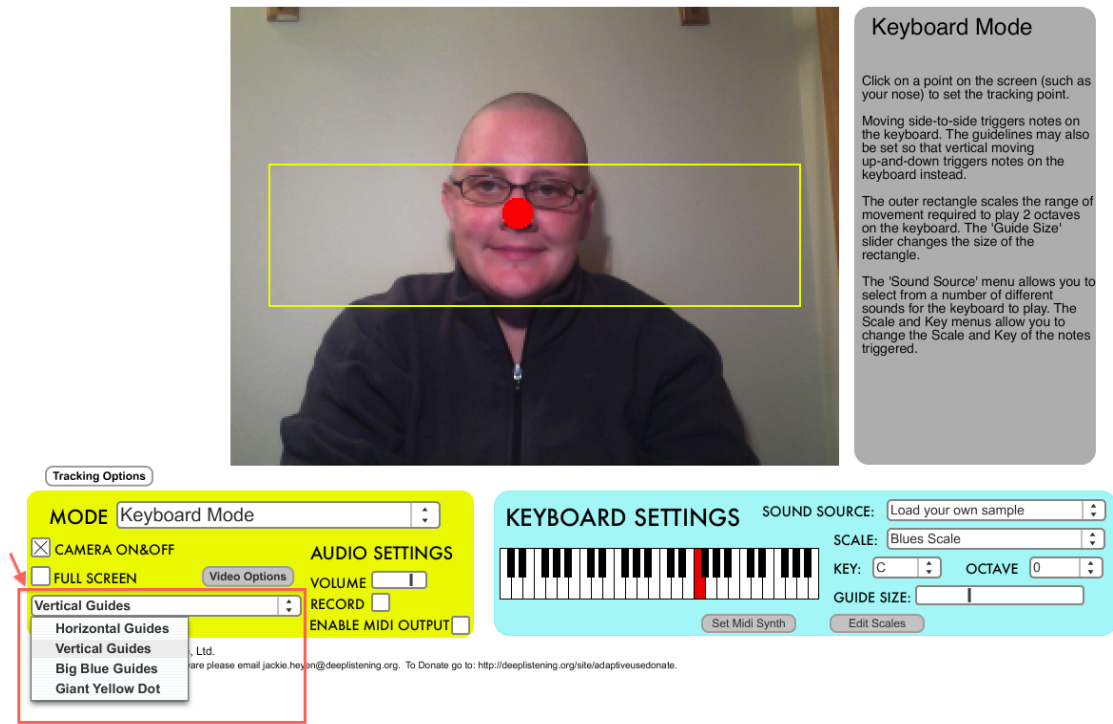 Keyboard Mode
Click on a point on the screen (such as
your nose) to set the tracking point.
Moving side-to-side triggers notes on
the keyboard. The guidelines may also
be set so that vertical moving
up-and-down triggers notes on the
keyboard instead.
The outer rectangle scales the range of
movement required to play 2 octaves
on the keyboard. The 'Guide Size'
slider changes the size of the
rectangle.
The 'Sound Source' menu allows you to
select from a number of different
sounds for the keyboard to play. The
Scale and Key menus allow you to
change the Scale and Key of the notes
triggered.
Tracking Options
MODE Keyboard Mode
CAMERA ON&OFF
FULL SCREEN
Video Options
Vertical Guides
Horizontal Guides
Vertical Guides
Big Blue Guides
Giant Yellow Dot
AUDIO SETTINGS
VOLUME
RECORD
ENABLE MIDI OUTPUT
KEYBOARD SETTINGS
SOUND SOURCE: Load your own sample
SCALE: Blues Scale
KEY: C OCTAVE 0
GUIDE SIZE:
Set Midi Synth
Edit Scales
, Ltd.
please email jackie.heyen@deeplistening.org. To Donate go to: http://deeplistening.org/site/adaptiveusedonate.